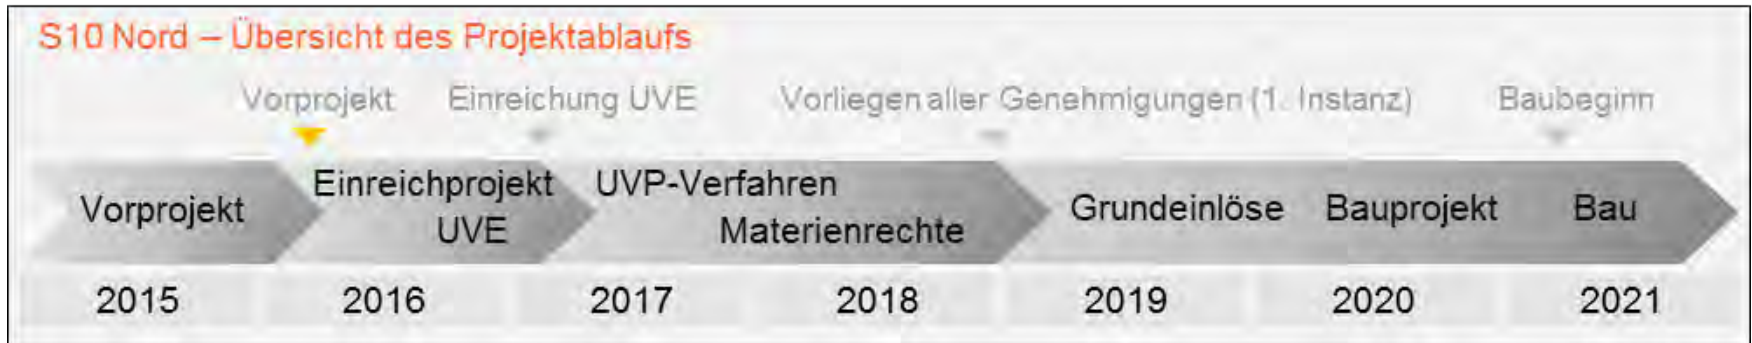 S10 Nord – Übersicht des Projektablaufs
Vorprojekt Einreichung UVE Vorliegen aller Genehmigungen (1. Instanz) Baubeginn
Vorprojekt Einreichprojekt UVE UVP-Verfahren Materienrechte Grundeinlöse Bauprojekt Bau
2015 2016 2017 2018 2019 2020 2021